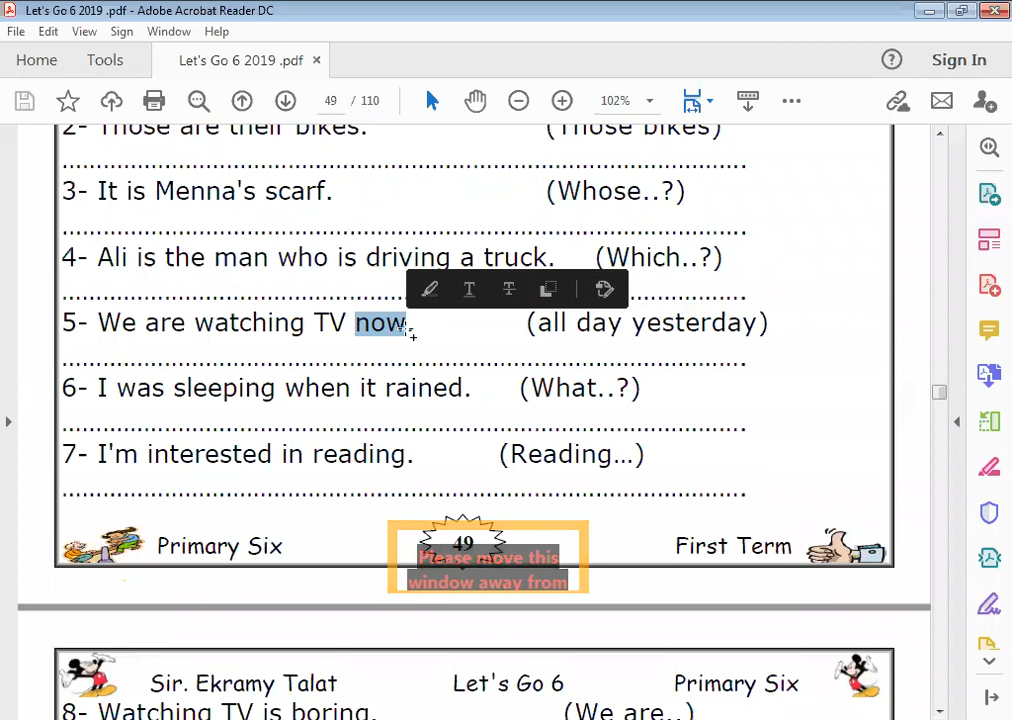 Let's Go 6 2019 .pdf - Adobe Acrobat Reader DC
File Edit View Sign Window Help
Home Tools Let's Go 6 2019 .pdf × Sign In
49 / 110 102%
2- Those are their bikes. (Those bikes)
................................................................................
3- It is Menna's scarf. (Whose..?)
................................................................................
4- Ali is the man who is driving a truck. (Which..?)
................................................................................
5- We are watching TV now. (all day yesterday)
................................................................................
6- I was sleeping when it rained. (What..?)
................................................................................
7- I'm interested in reading. (Reading...)
................................................................................
Primary Six 49 First Term
Please move this
window away from
Sir. Ekramy Talat Let's Go 6 Primary Six
8- Watching TV is boring. (We are..)